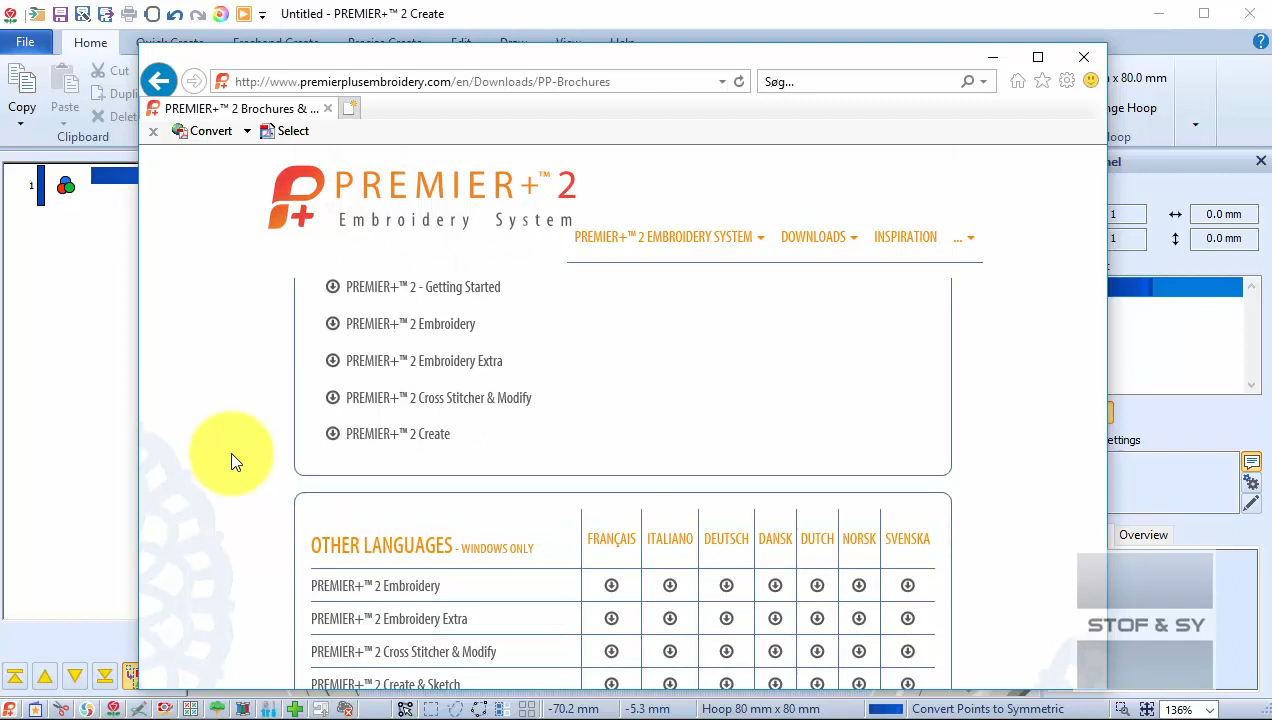 Untitled - PREMIER+™ 2 Create
File
Home
Help
Copy
Paste
Cut
Duplic
Delet
Clipboard
x 80.0 mm
nge Hoop
oop
http://www.premierplusembroidery.com/en/Downloads/PP-Brochures
Søg...
PREMIER+™ 2 Brochures & ...
x
Convert
Select
PREMIER+™ 2
Embroidery System
PREMIER+™ 2 EMBROIDERY SYSTEM
DOWNLOADS
INSPIRATION
...
PREMIER+™ 2 - Getting Started
PREMIER+™ 2 Embroidery
PREMIER+™ 2 Embroidery Extra
PREMIER+™ 2 Cross Stitcher & Modify
PREMIER+™ 2 Create
OTHER LANGUAGES - WINDOWS ONLY
FRANÇAIS
ITALIANO
DEUTSCH
DANSK
DUTCH
NORSK
SVENSKA
PREMIER+™ 2 Embroidery
PREMIER+™ 2 Embroidery Extra
PREMIER+™ 2 Cross Stitcher & Modify
PREMIER+™ 2 Create & Sketch
1
nel
1
0.0 mm
1
0.0 mm
ettings
Overview
STOF & SY
-70.2 mm
-5.3 mm
Hoop 80 mm x 80 mm
Convert Points to Symmetric
136%